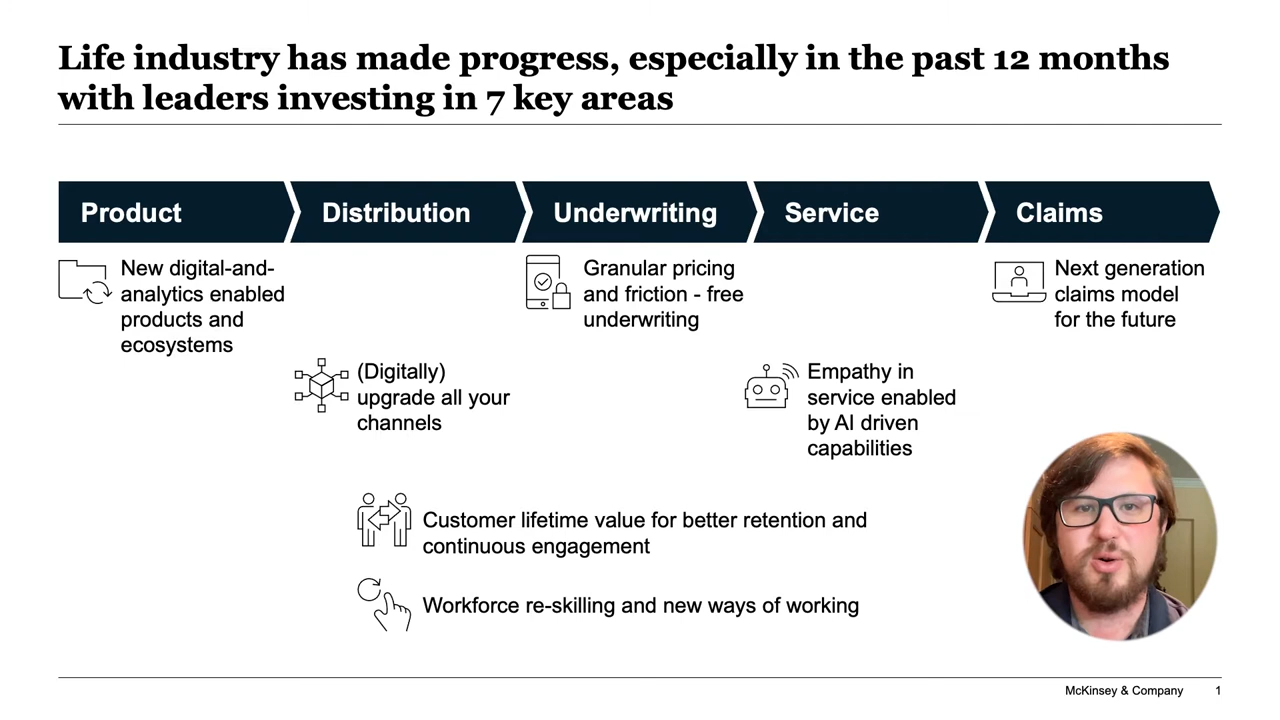 Life industry has made progress, especially in the past 12 months
with leaders investing in 7 key areas
Product
Distribution
Underwriting
Service
Claims
New digital-and-
analytics enabled
products and
ecosystems
(Digitally)
upgrade all your
channels
Granular pricing
and friction - free
underwriting
Empathy in
service enabled
by AI driven
capabilities
Next generation
claims model
for the future
Customer lifetime value for better retention and
continuous engagement
Workforce re-skilling and new ways of working
McKinsey & Company 1